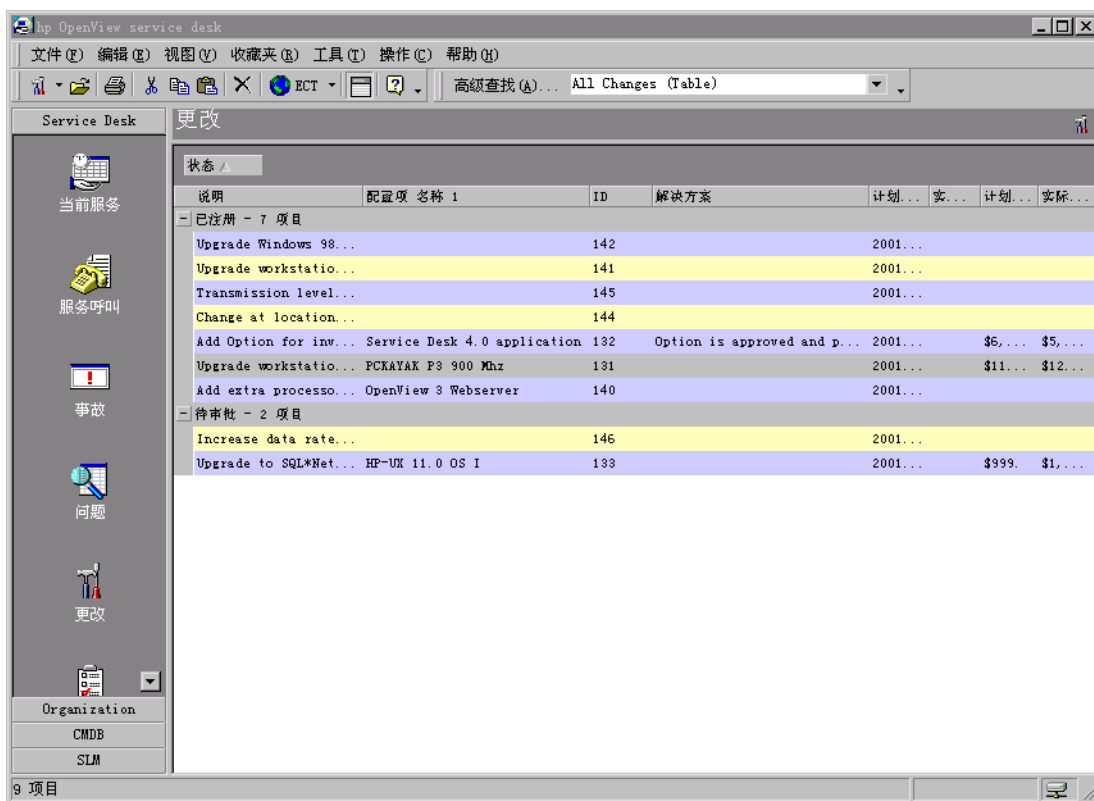 hp OpenView service desk
文件(F) 编辑(E) 视图(V) 收藏夹(R) 工具(T) 操作(C) 帮助(H)
ECT 高级查找(A)... All Changes (Table)
Service Desk
更改
当前服务
服务呼叫
事故
问题
更改
Organization
CMDB
SLM
状态
说明 配置项 名称 1 ID 解决方案 计划... 实... 计划... 实际...
已注册 - 7 项目
Upgrade Windows 98... 142 2001...
Upgrade workstatio... 141 2001...
Transmission level... 145 2001...
Change at location... 144
Add Option for inv... Service Desk 4.0 application 132 Option is approved and p... 2001... $6,... $5,...
Upgrade workstatio... PCKAYAK P3 900 Mhz 131 2001... $11... $12...
Add extra processo... OpenView 3 Webserver 140 2001...
待审批 - 2 项目
Increase data rate... 146 2001...
Upgrade to SQL*Net... HP-UX 11.0 OS I 133 2001... $999. $1,...
9 项目